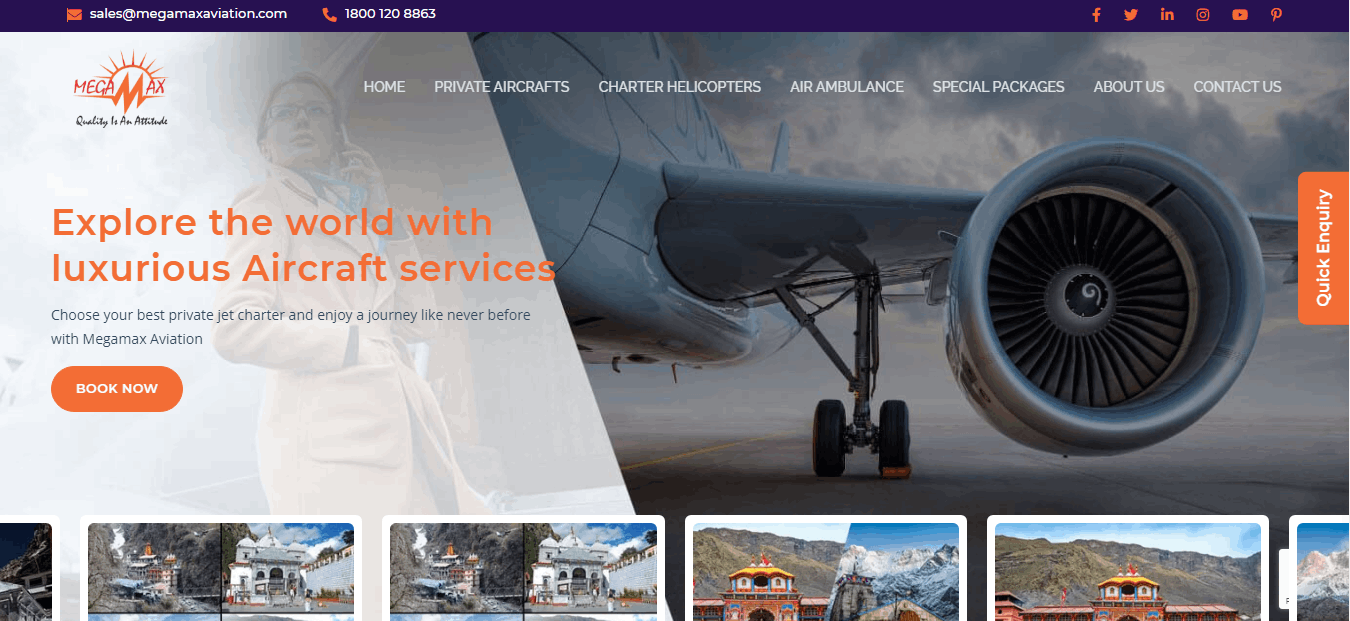 sales@megamaxaviation.com
1800 120 8863
MEGA MAX
Quality Is An Attitude
HOME
PRIVATE AIRCRAFTS
CHARTER HELICOPTERS
AIR AMBULANCE
SPECIAL PACKAGES
ABOUT US
CONTACT US
Explore the world with
luxurious Aircraft services
Choose your best private jet charter and enjoy a journey like never before
with Megamax Aviation
BOOK NOW
Quick Enquiry